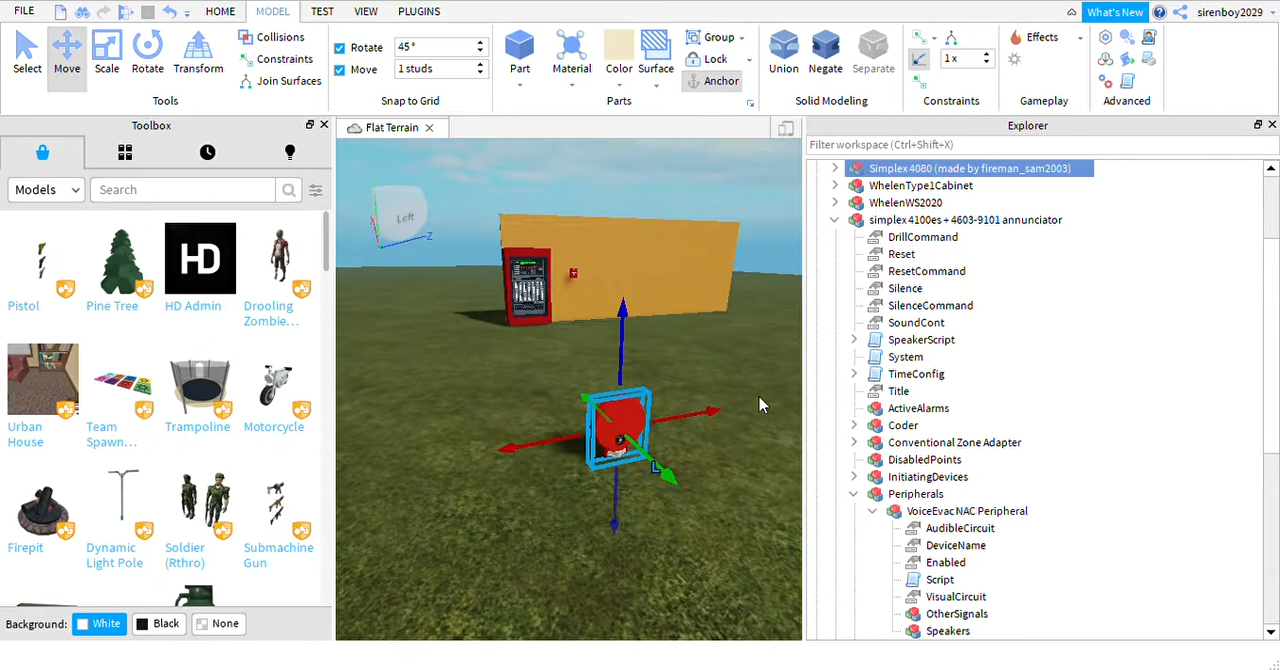 FILE HOME MODEL TEST VIEW PLUGINS What's New sirenboy2029
Select Move Scale Rotate Transform
Collisions
Constraints
Join Surfaces
Tools
Rotate 45°
Move 1 studs
Snap to Grid
Part Material Color Surface
Group
Lock
Anchor
Parts
Union Negate Separate
Solid Modeling
1 x
Constraints
Effects
Gameplay
Advanced
Toolbox
Models Search
Pistol Pine Tree HD Admin Drooling
Zombie...
HD
Urban
House
Team
Spawn...
Trampoline Motorcycle
Firepit Dynamic
Light Pole
Soldier
(Rthro)
Submachine
Gun
Background: White Black None
Flat Terrain
Left
X
Z
L
Explorer
Filter workspace (Ctrl+Shift+X)
Simplex 4080 (made by fireman_sam2003)
WhelenType1Cabinet
WhelenWS2020
simplex 4100es + 4603-9101 annunciator
DrillCommand
Reset
ResetCommand
Silence
SilenceCommand
SoundCont
SpeakerScript
System
TimeConfig
Title
ActiveAlarms
Coder
Conventional Zone Adapter
DisabledPoints
InitiatingDevices
Peripherals
VoiceEvac NAC Peripheral
AudibleCircuit
DeviceName
Enabled
Script
VisualCircuit
OtherSignals
Speakers